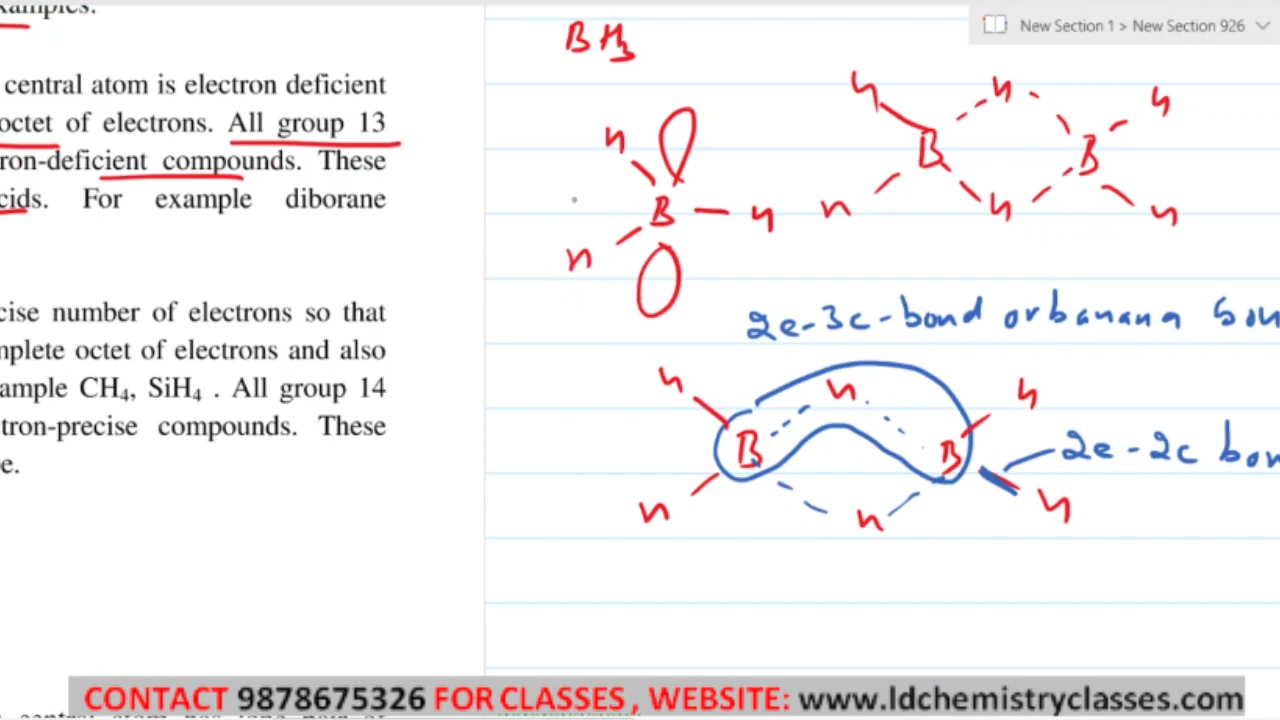 xamples.
New Section 1 > New Section 926
central atom is electron deficient
octet of electrons. All group 13
ron-deficient compounds. These
cids. For example diborane
cise number of electrons so that
mplete octet of electrons and also
ample CH₄, SiH₄ . All group 14
tron-precise compounds. These
e.
BH3
H
B
H
H
H
H
H
B
B
H
H
H
2e-3c-bond or banana bon
H
H
H
B
B
2e-2c bon
H
H
H
CONTACT 9878675326 FOR CLASSES, WEBSITE: www.ldchemistryclasses.com